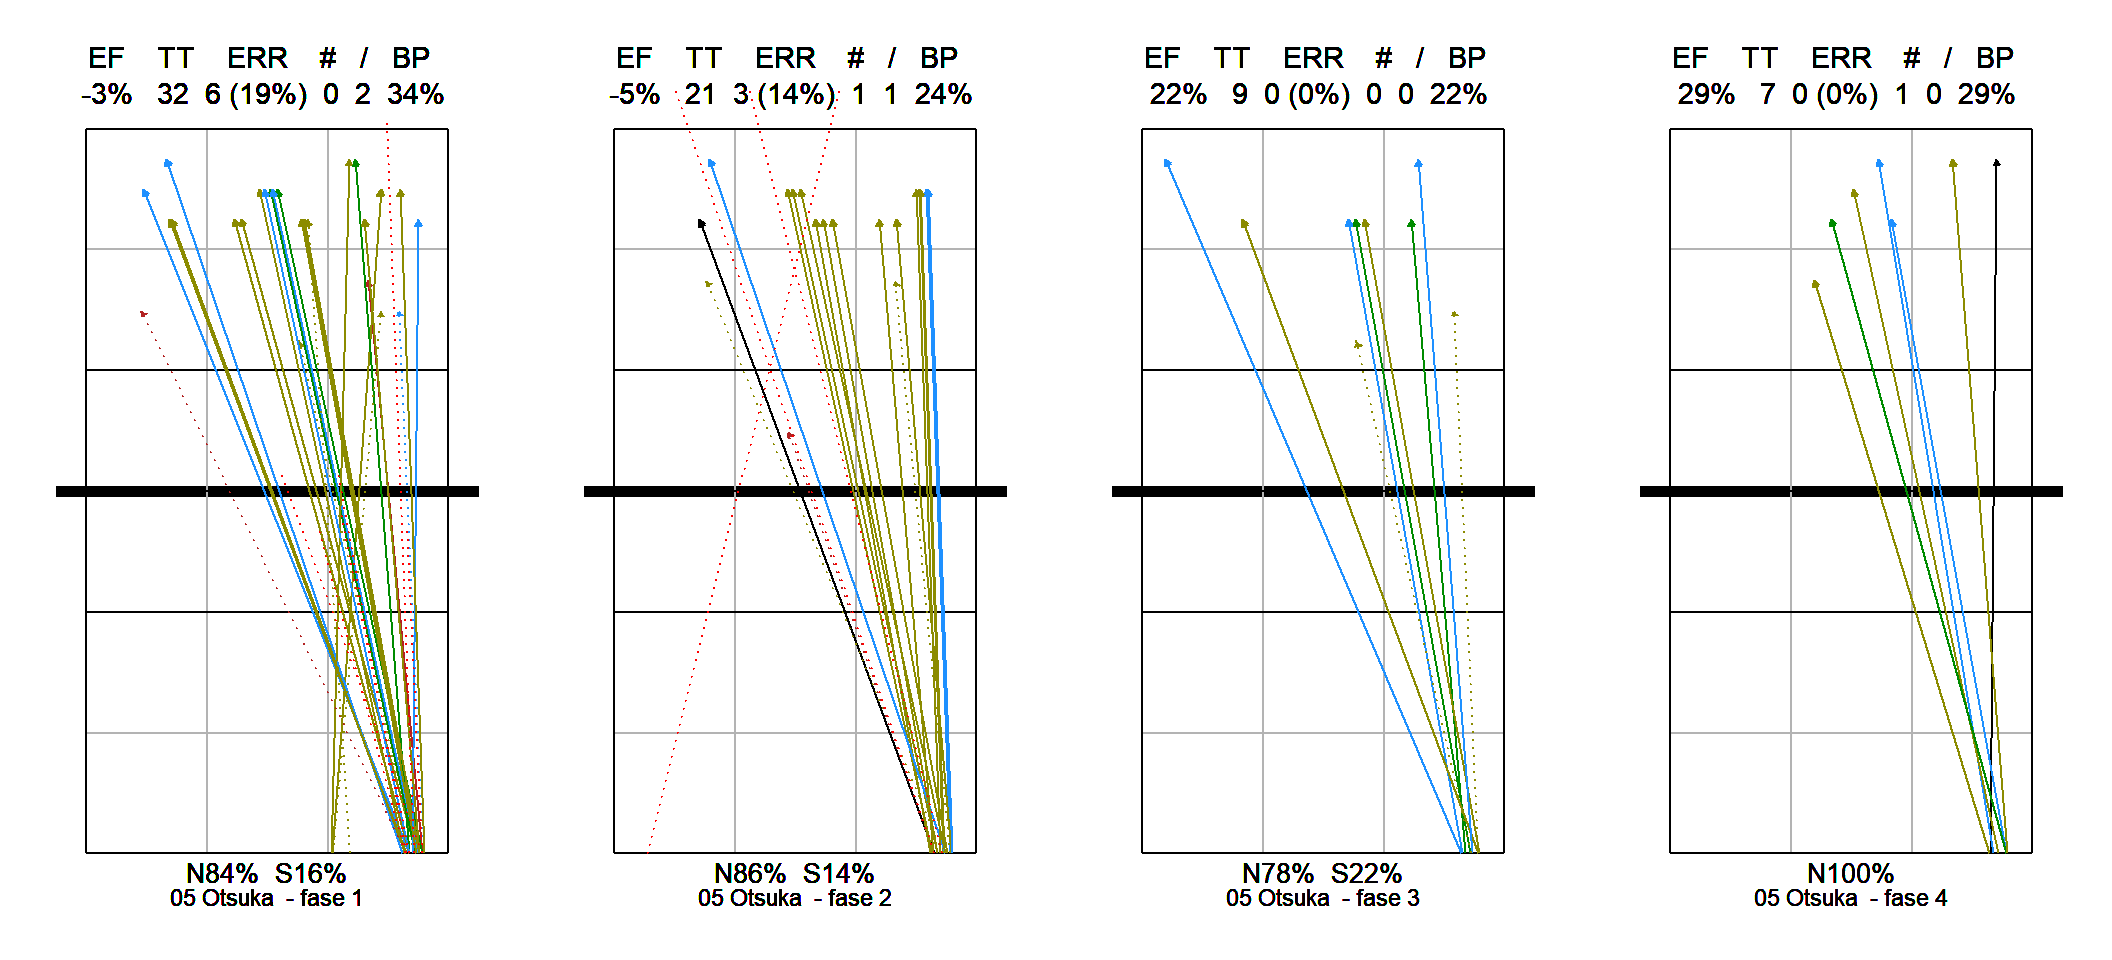 EF TT ERR # / BP
-3% 32 6 (19%) 0 2 34%
N84% S16%
05 Otsuka - fase 1
EF TT ERR # / BP
-5% 21 3 (14%) 1 1 24%
N86% S14%
05 Otsuka - fase 2
EF TT ERR # / BP
22% 9 0 (0%) 0 0 22%
N78% S22%
05 Otsuka - fase 3
EF TT ERR # / BP
29% 7 0 (0%) 1 0 29%
N100%
05 Otsuka - fase 4